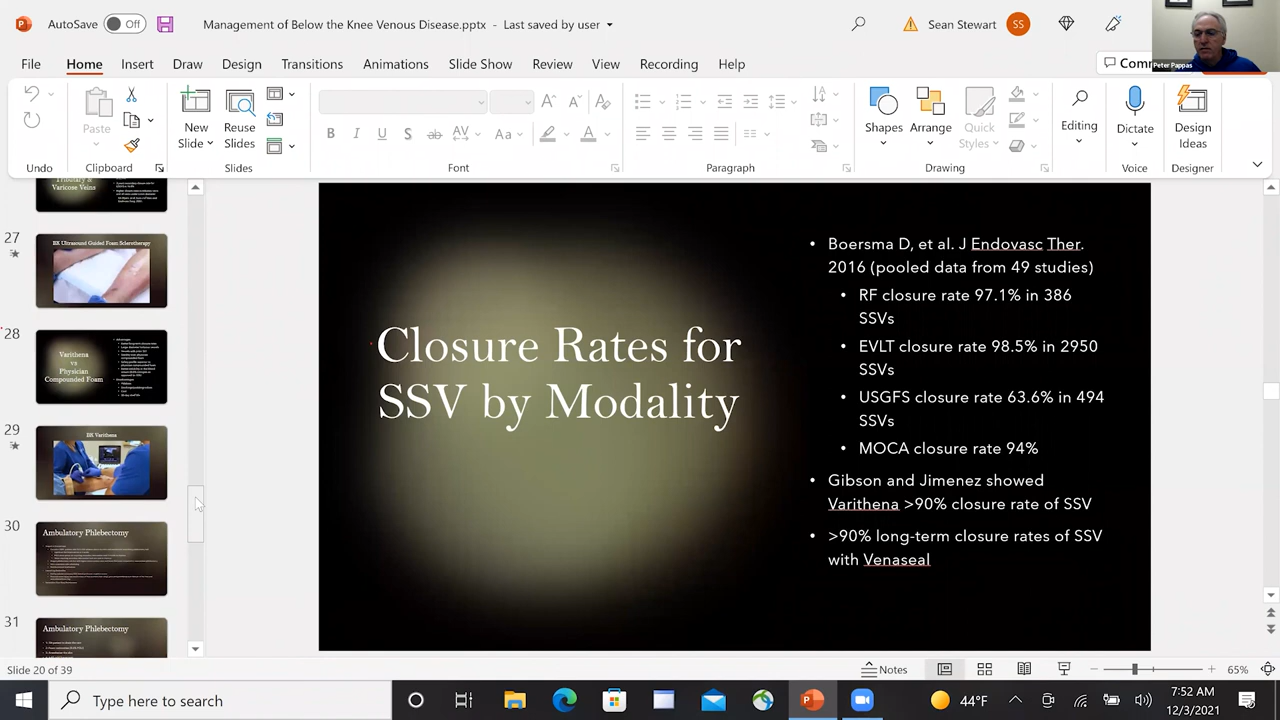 AutoSave
Off
Management of Below the Knee Venous Disease.pptx - Last saved by user
Sean Stewart
SS
Peter Pappas
File
Home
Insert
Draw
Design
Transitions
Animations
Slide Show
Review
View
Recording
Help
Comm
Undo
Paste
Clipboard
New
Slide
Reuse
Slides
Slides
B
I
U
S
Aa
A
Font
Paragraph
Shapes
Arrange
Quick
Styles
Drawing
Editing
Dictate
Voice
Design
Ideas
Designer
Tributary &
Varicose Veins
27
BK Ultrasound Guided Foam Sclerotherapy
28
Varithena
vs
Physician
Compounded Foam
29
BK Varithena
30
Ambulatory Phlebectomy
31
Ambulatory Phlebectomy
Closure Rates for
SSV by Modality
• Boersma D, et al. J Endovasc Ther.
2016 (pooled data from 49 studies)
• RF closure rate 97.1% in 386
SSVs
• EVLT closure rate 98.5% in 2950
SSVs
• USGFS closure rate 63.6% in 494
SSVs
• MOCA closure rate 94%
• Gibson and Jimenez showed
Varithena >90% closure rate of SSV
• >90% long-term closure rates of SSV
with Venaseal
Slide 20 of 39
Notes
65%
Type here to search
44°F
7:52 AM
12/3/2021